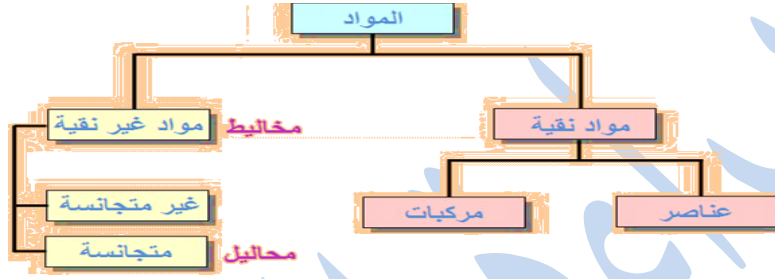 المواد
مواد نقية
مخاليط
مواد غير نقية
عناصر
مركبات
غير متجانسة
محاليل
متجانسة